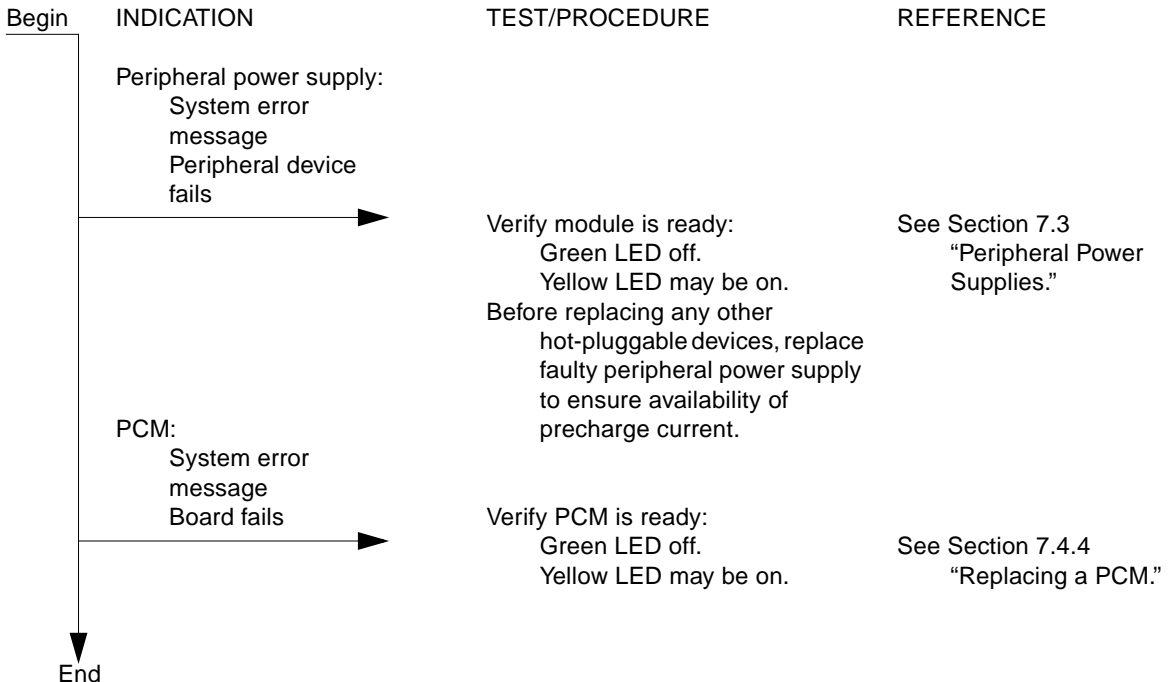 Begin INDICATION TEST/PROCEDURE REFERENCE
Peripheral power supply:
System error
message
Peripheral device
fails
Verify module is ready: See Section 7.3
Green LED off. “Peripheral Power
Yellow LED may be on. Supplies.”
Before replacing any other
hot-pluggable devices, replace
faulty peripheral power supply
to ensure availability of
precharge current.
PCM:
System error
message
Board fails
Verify PCM is ready:
Green LED off. See Section 7.4.4
Yellow LED may be on. “Replacing a PCM.”
End